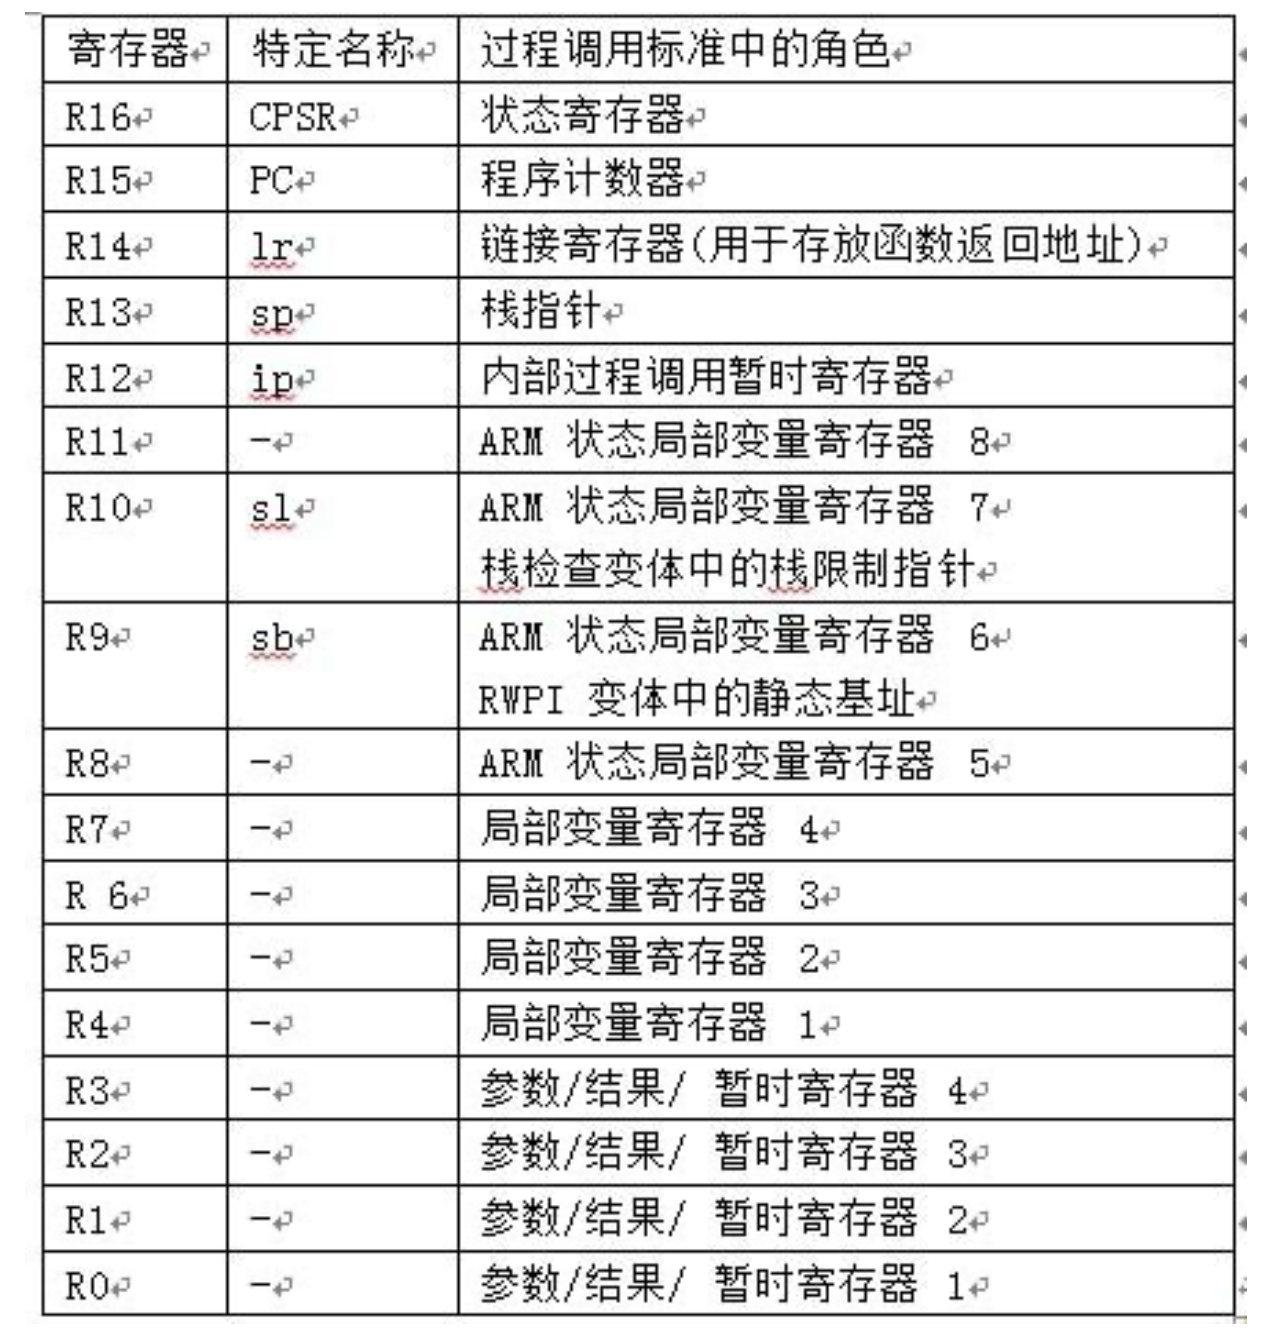 寄存器 特定名称 过程调用标准中的角色
R16 CPSR 状态寄存器
R15 PC 程序计数器
R14 lr 链接寄存器(用于存放函数返回地址)
R13 sp 栈指针
R12 ip 内部过程调用暂时寄存器
R11 - ARM 状态局部变量寄存器 8
R10 sl ARM 状态局部变量寄存器 7
栈检查变体中的栈限制指针
R9 sb ARM 状态局部变量寄存器 6
RWPI 变体中的静态基址
R8 - ARM 状态局部变量寄存器 5
R7 - 局部变量寄存器 4
R 6 - 局部变量寄存器 3
R5 - 局部变量寄存器 2
R4 - 局部变量寄存器 1
R3 - 参数/结果/ 暂时寄存器 4
R2 - 参数/结果/ 暂时寄存器 3
R1 - 参数/结果/ 暂时寄存器 2
R0 - 参数/结果/ 暂时寄存器 1